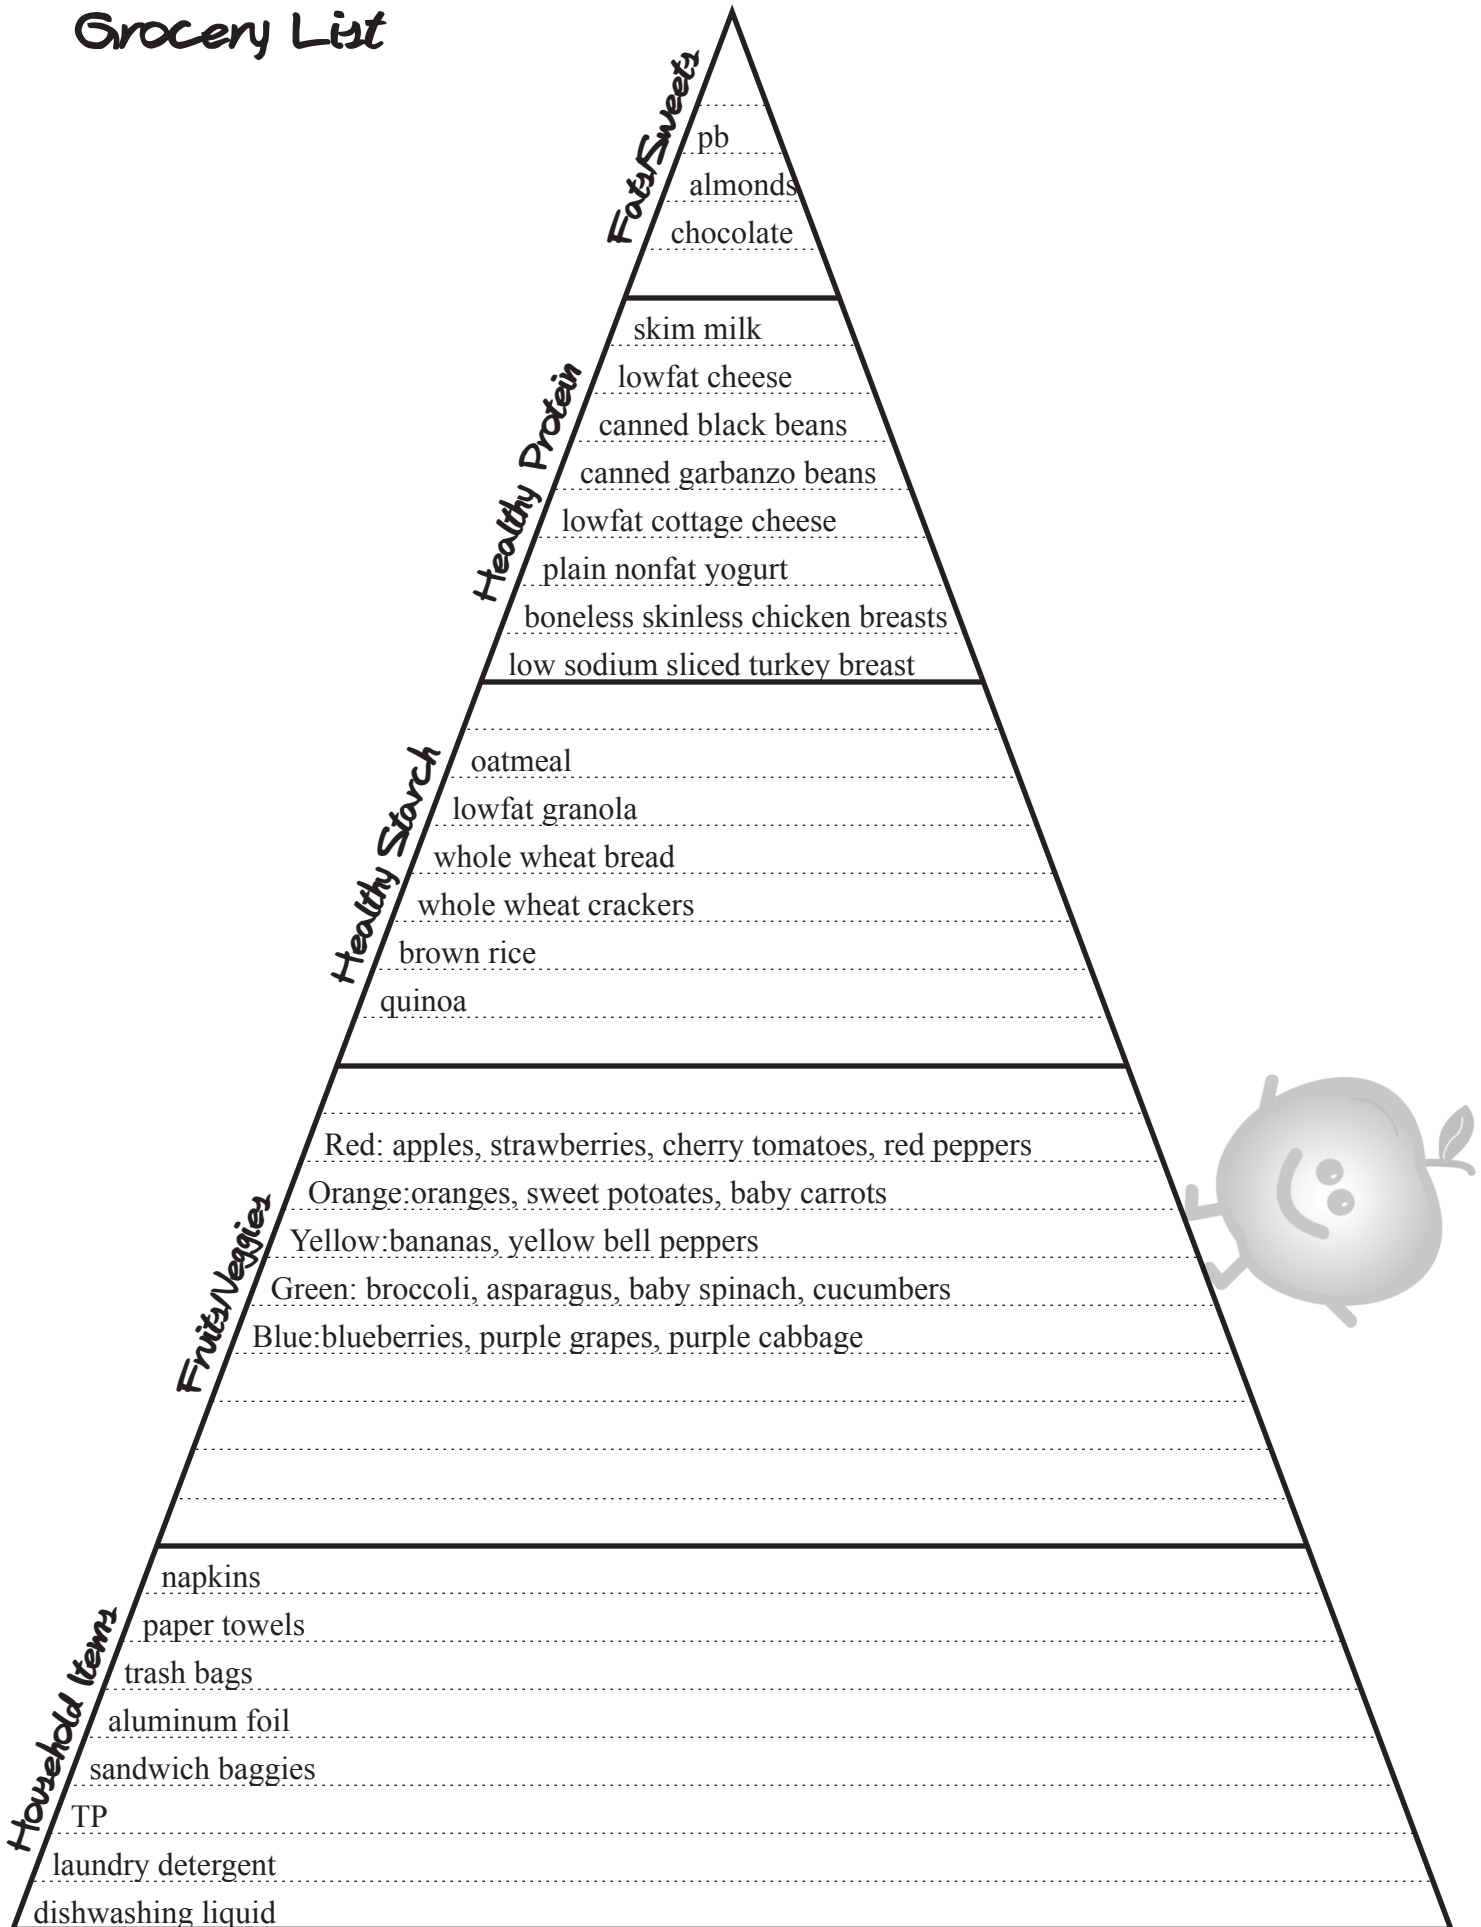 Grocery List
Fats/Sweets
pb
almonds
chocolate
Healthy Protein
skim milk
lowfat cheese
canned black beans
canned garbanzo beans
lowfat cottage cheese
plain nonfat yogurt
boneless skinless chicken breasts
low sodium sliced turkey breast
Healthy Starch
oatmeal
lowfat granola
whole wheat bread
whole wheat crackers
brown rice
quinoa
Fruits/Veggies
Red: apples, strawberries, cherry tomatoes, red peppers
Orange:oranges, sweet potoates, baby carrots
Yellow:bananas, yellow bell peppers
Green: broccoli, asparagus, baby spinach, cucumbers
Blue:blueberries, purple grapes, purple cabbage
Household Items
napkins
paper towels
trash bags
aluminum foil
sandwich baggies
TP
laundry detergent
dishwashing liquid